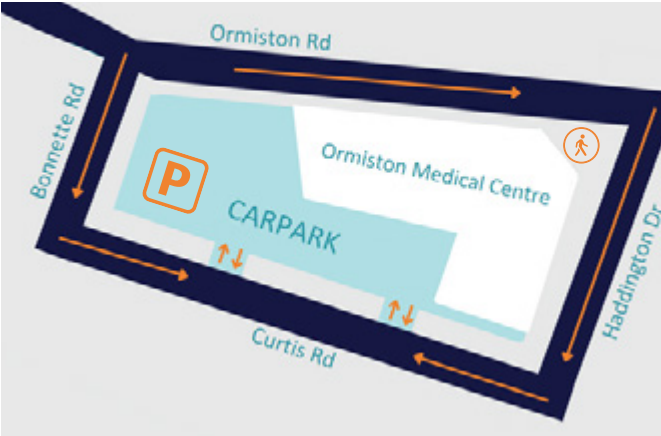 Ormiston Rd
Bonnette Rd
Ormiston Medical Centre
P
CARPARK
Haddington Dr
Curtis Rd